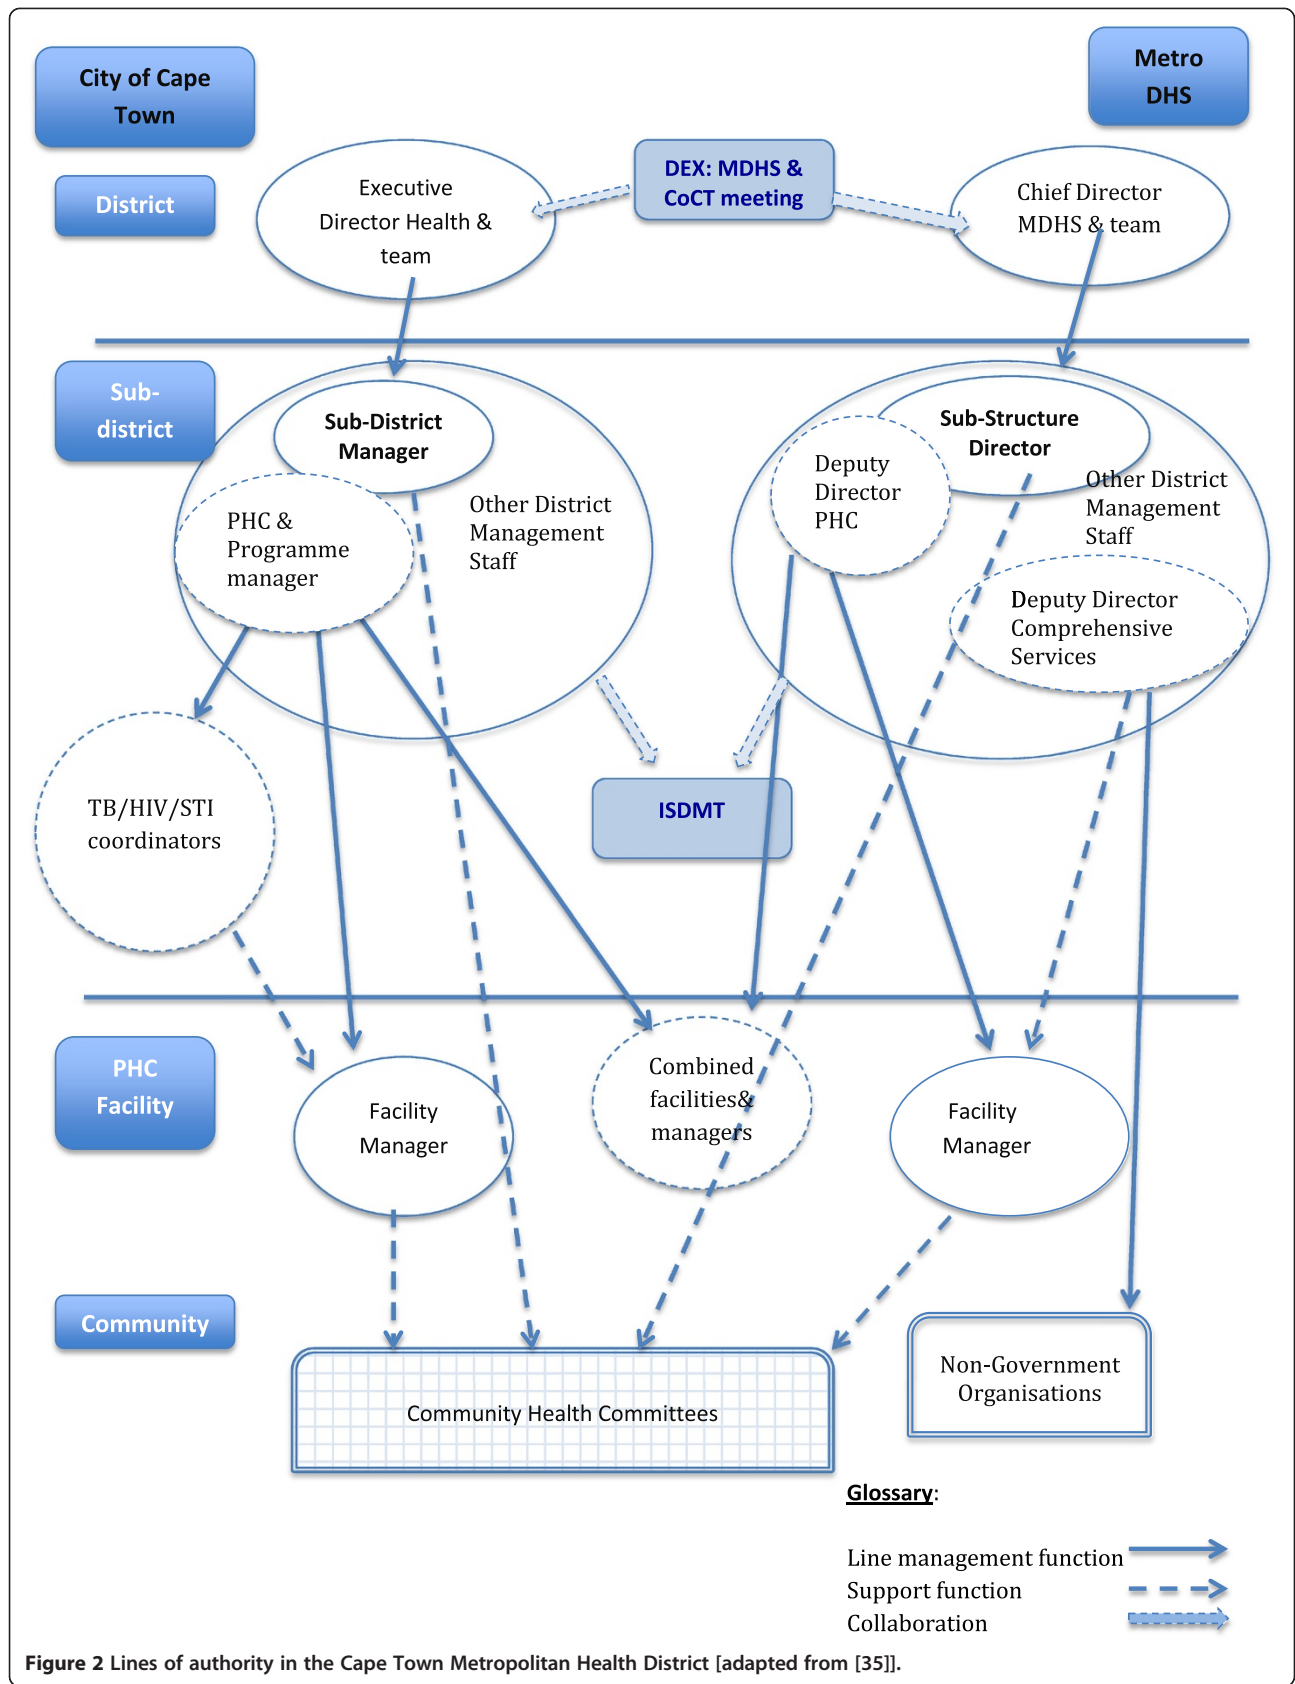 City of Cape
Town
Metro
DHS
District
Executive
Director Health &
team
DEX: MDHS &
CoCT meeting
Chief Director
MDHS & team
Sub-
district
Sub-District
Manager
PHC &
Programme
manager
Other District
Management
Staff
Sub-Structure
Director
Deputy
Director
PHC
Other District
Management
Staff
Deputy Director
Comprehensive
Services
TB/HIV/STI
coordinators
ISDMT
PHC
Facility
Facility
Manager
Combined
facilities&
managers
Facility
Manager
Community
Community Health Committees
Non-Government
Organisations
Glossary:
Line management function
Support function
Collaboration
Figure 2 Lines of authority in the Cape Town Metropolitan Health District [adapted from [35]].